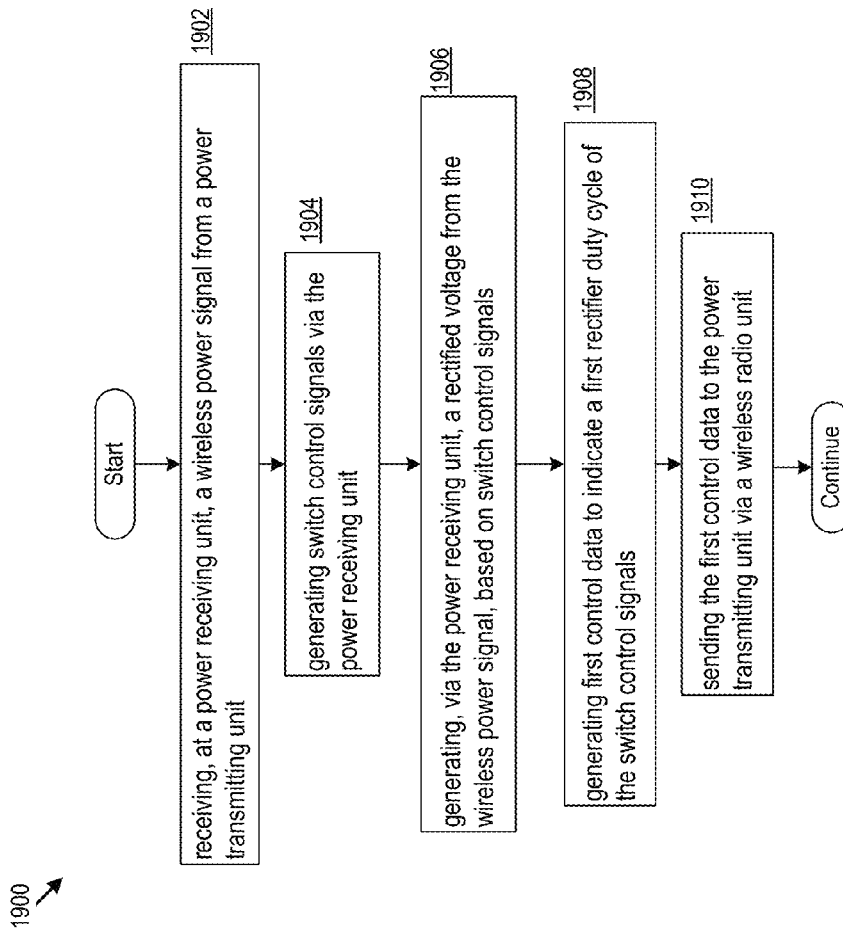 1900
Start
receiving, at a power receiving unit, a wireless power signal from a power
transmitting unit
1902
generating switch control signals via the
power receiving unit
1904
generating, via the power receiving unit, a rectified voltage from the
wireless power signal, based on switch control signals
1906
generating first control data to indicate a first rectifier duty cycle of
the switch control signals
1908
sending the first control data to the power
transmitting unit via a wireless radio unit
1910
Continue